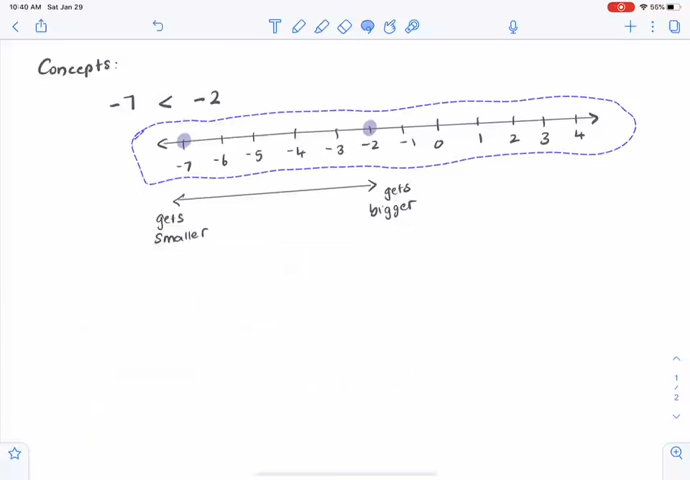 10:40 AM Sat Jan 29
56%
Concepts:
-7 < -2
-7 -6 -5 -4 -3 -2 -1 0 1 2 3 4
gets smaller
gets bigger
1
/
2